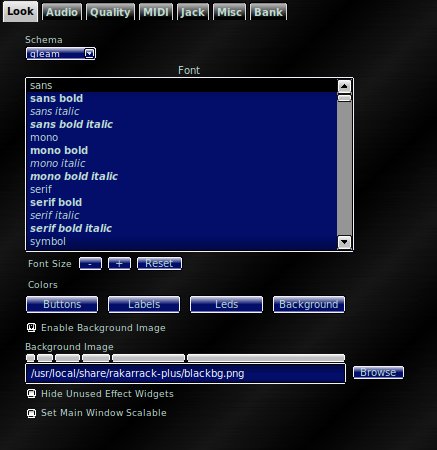 Look Audio Quality MIDI Jack Misc Bank
Schema
gleam
Font
sans
sans bold
sans italic
sans bold italic
mono
mono bold
mono italic
mono bold italic
serif
serif bold
serif italic
serif bold italic
symbol
Font Size - + Reset
Colors
Buttons Labels Leds Background
Enable Background Image
Background Image
/usr/local/share/rakarrack-plus/blackbg.png Browse
Hide Unused Effect Widgets
Set Main Window Scalable